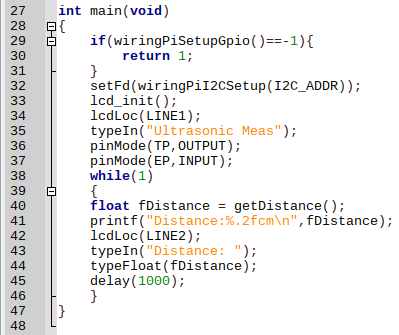 27 int main(void)
28 {
29     if(wiringPiSetupGpio()==-1){
30         return 1;
31     }
32     setFd(wiringPiI2CSetup(I2C_ADDR));
33     lcd_init();
34     lcdLoc(LINE1);
35     typeIn("Ultrasonic Meas");
36     pinMode(TP,OUTPUT);
37     pinMode(EP,INPUT);
38     while(1)
39     {
40     float fDistance = getDistance();
41     printf("Distance:%.2fcm\n",fDistance);
42     lcdLoc(LINE2);
43     typeIn("Distance: ");
44     typeFloat(fDistance);
45     delay(1000);
46     }
47 }
48